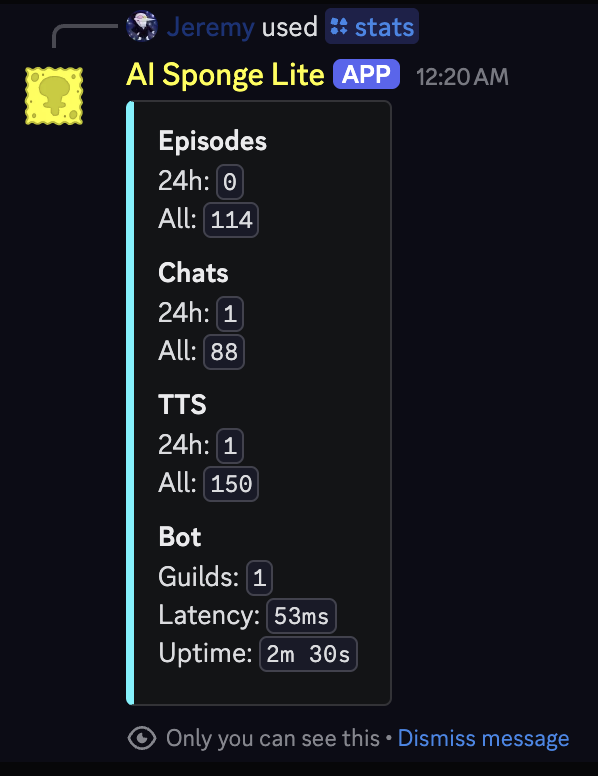 Jeremy used stats
AI Sponge Lite APP 12:20 AM
Episodes
24h: 0
All: 114
Chats
24h: 1
All: 88
TTS
24h: 1
All: 150
Bot
Guilds: 1
Latency: 53ms
Uptime: 2m 30s
Only you can see this • Dismiss message